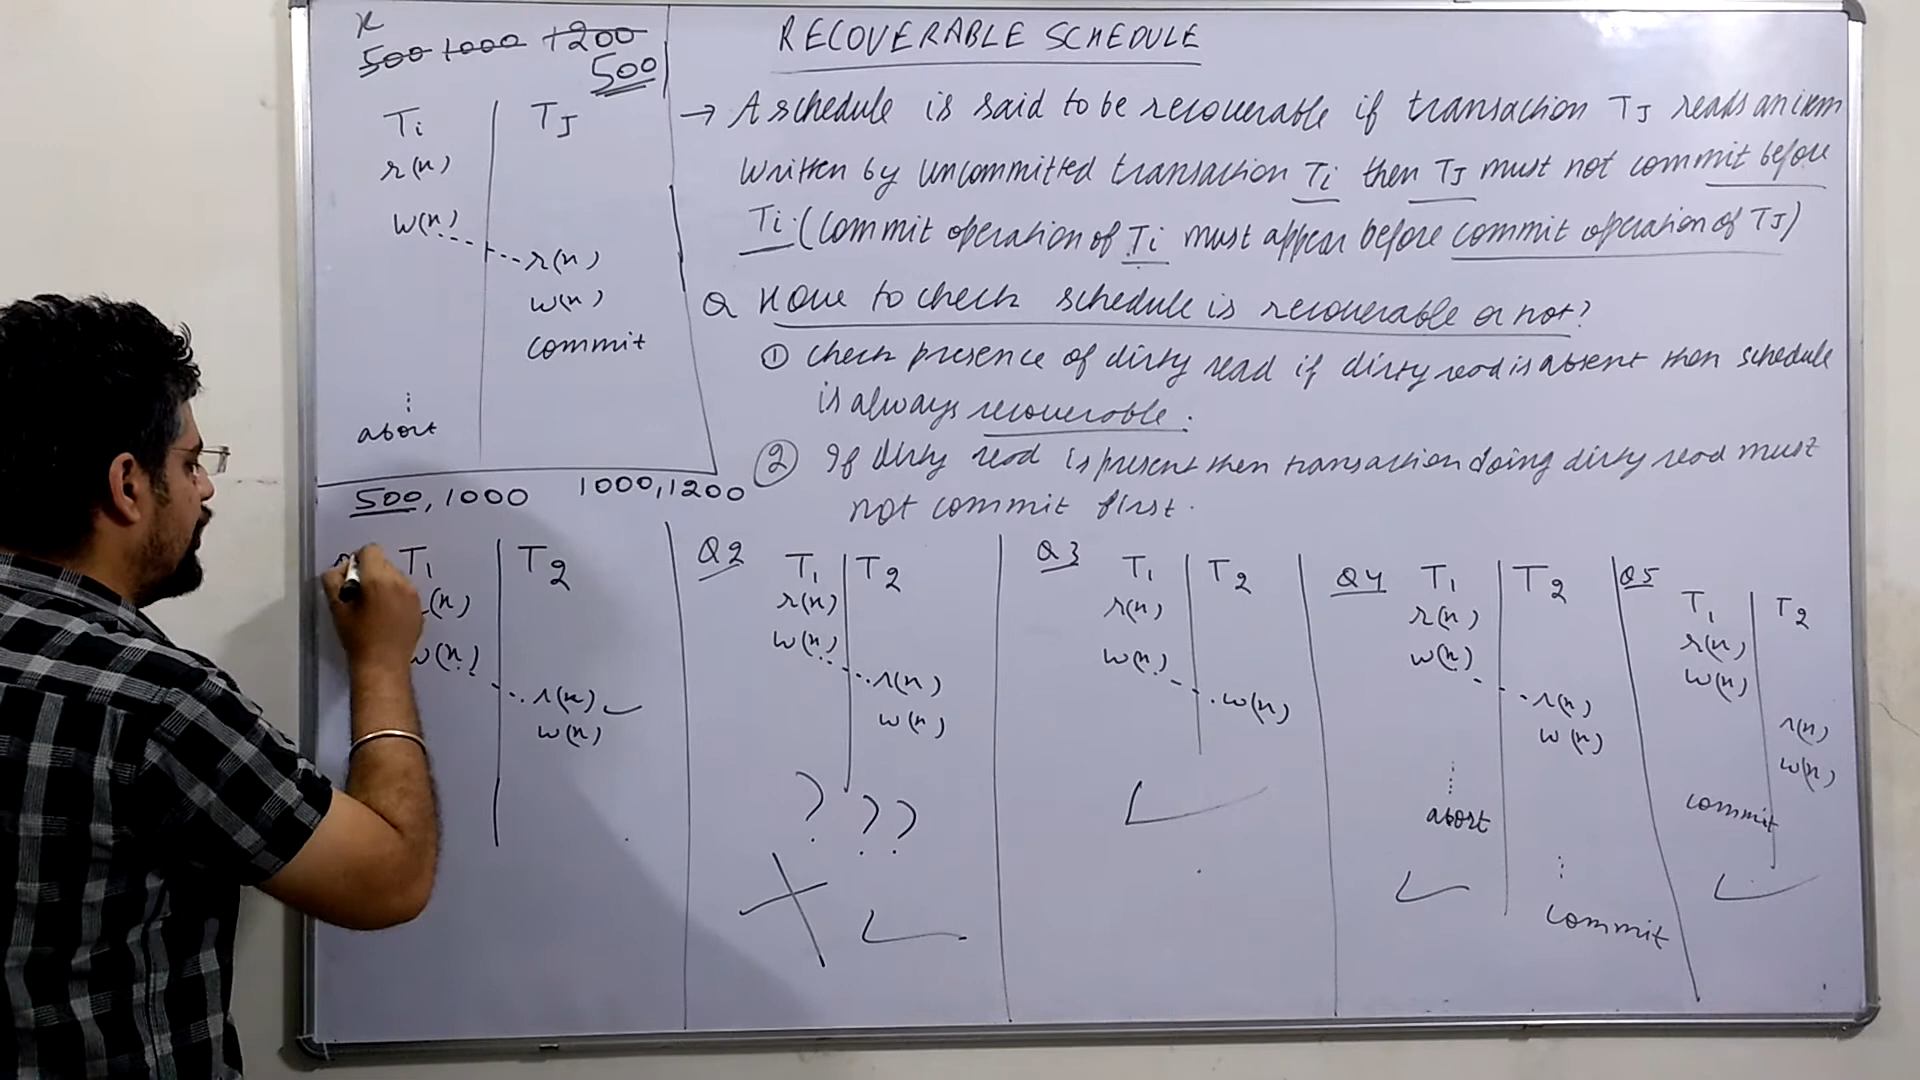 x
500 1000 1200
500
Ti TJ
r(x)
w(x)
r(x)
w(x)
commit
abort
RECOVERABLE SCHEDULE
→ A schedule is said to be recoverable if transaction TJ reads an item
written by uncommitted transaction Ti then TJ must not commit before
Ti. (commit operation of Ti must appear before commit operation of TJ)
Q How to check schedule is recoverable or not?
① check presence of dirty read if dirty read is absent then schedule
is always recoverable.
② If dirty read is present then transaction doing dirty read must
not commit first.
500, 1000 1000, 1200
T1 T2
(x)
w(x)
r(x)
w(x)
Q2
T1 T2
r(x)
w(x)
r(x)
w(x)
? ??
Q3
T1 T2
r(x)
w(x)
w(x)
Q4 T1 T2
r(x)
w(x)
r(x)
w(x)
abort
commit
Q5
T1 T2
r(x)
w(x)
r(x)
w(x)
commit